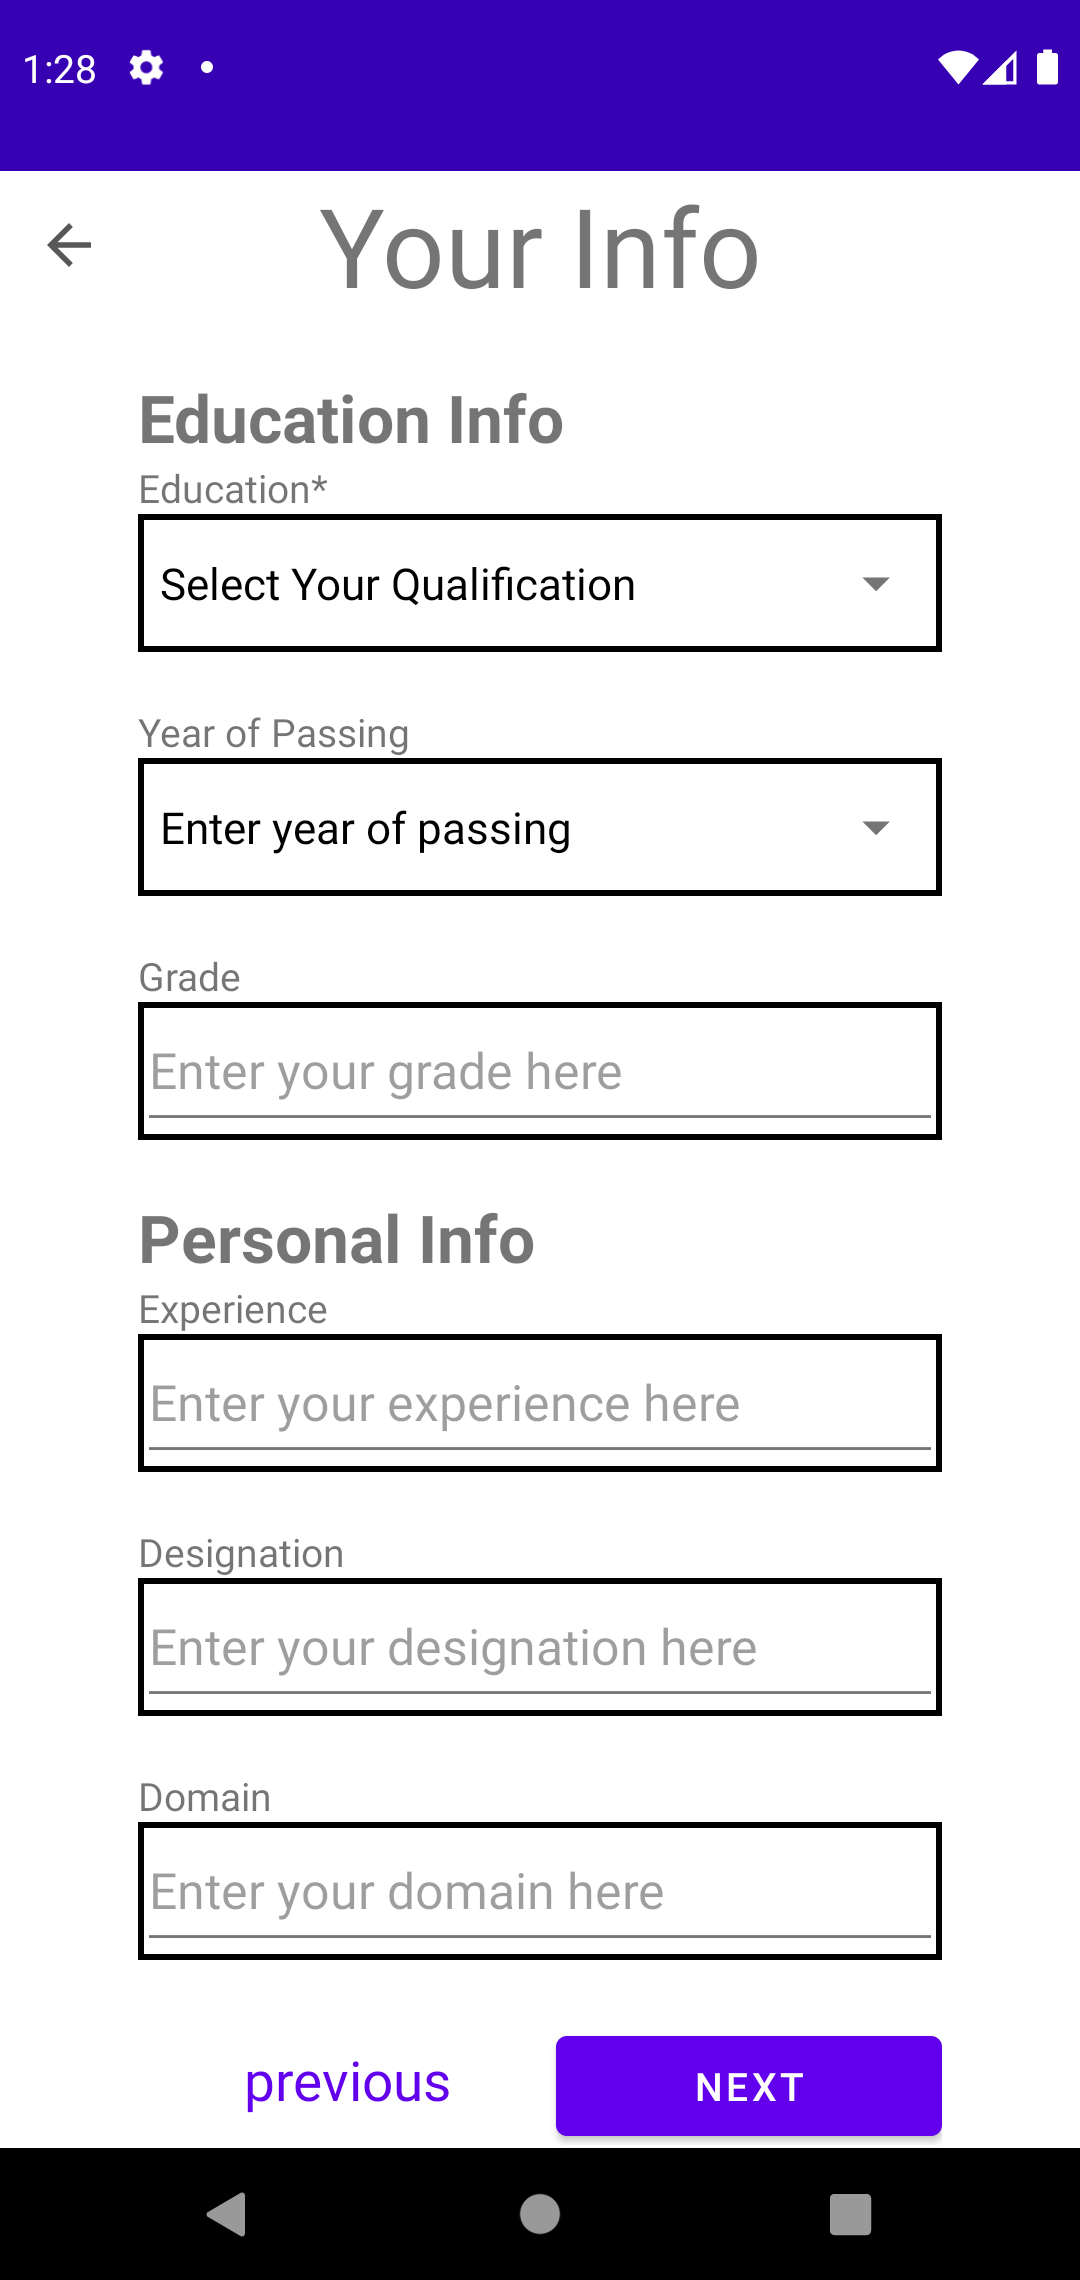 1:28
Your Info
Education Info
Education*
Select Your Qualification
Year of Passing
Enter year of passing
Grade
Enter your grade here
Personal Info
Experience
Enter your experience here
Designation
Enter your designation here
Domain
Enter your domain here
previous
NEXT